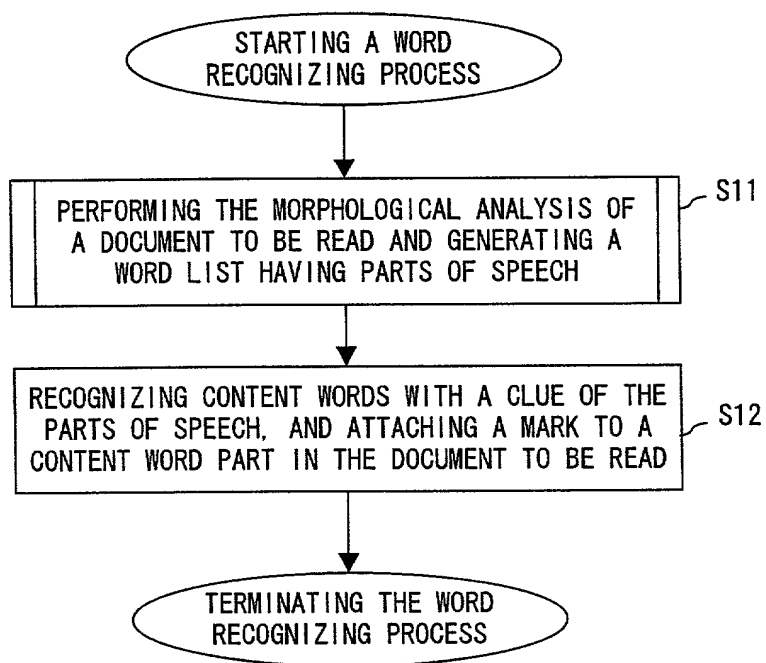 STARTING A WORD
RECOGNIZING PROCESS
PERFORMING THE MORPHOLOGICAL ANALYSIS OF
A DOCUMENT TO BE READ AND GENERATING A
WORD LIST HAVING PARTS OF SPEECH
S11
RECOGNIZING CONTENT WORDS WITH A CLUE OF THE
PARTS OF SPEECH, AND ATTACHING A MARK TO A
CONTENT WORD PART IN THE DOCUMENT TO BE READ
S12
TERMINATING THE WORD
RECOGNIZING PROCESS